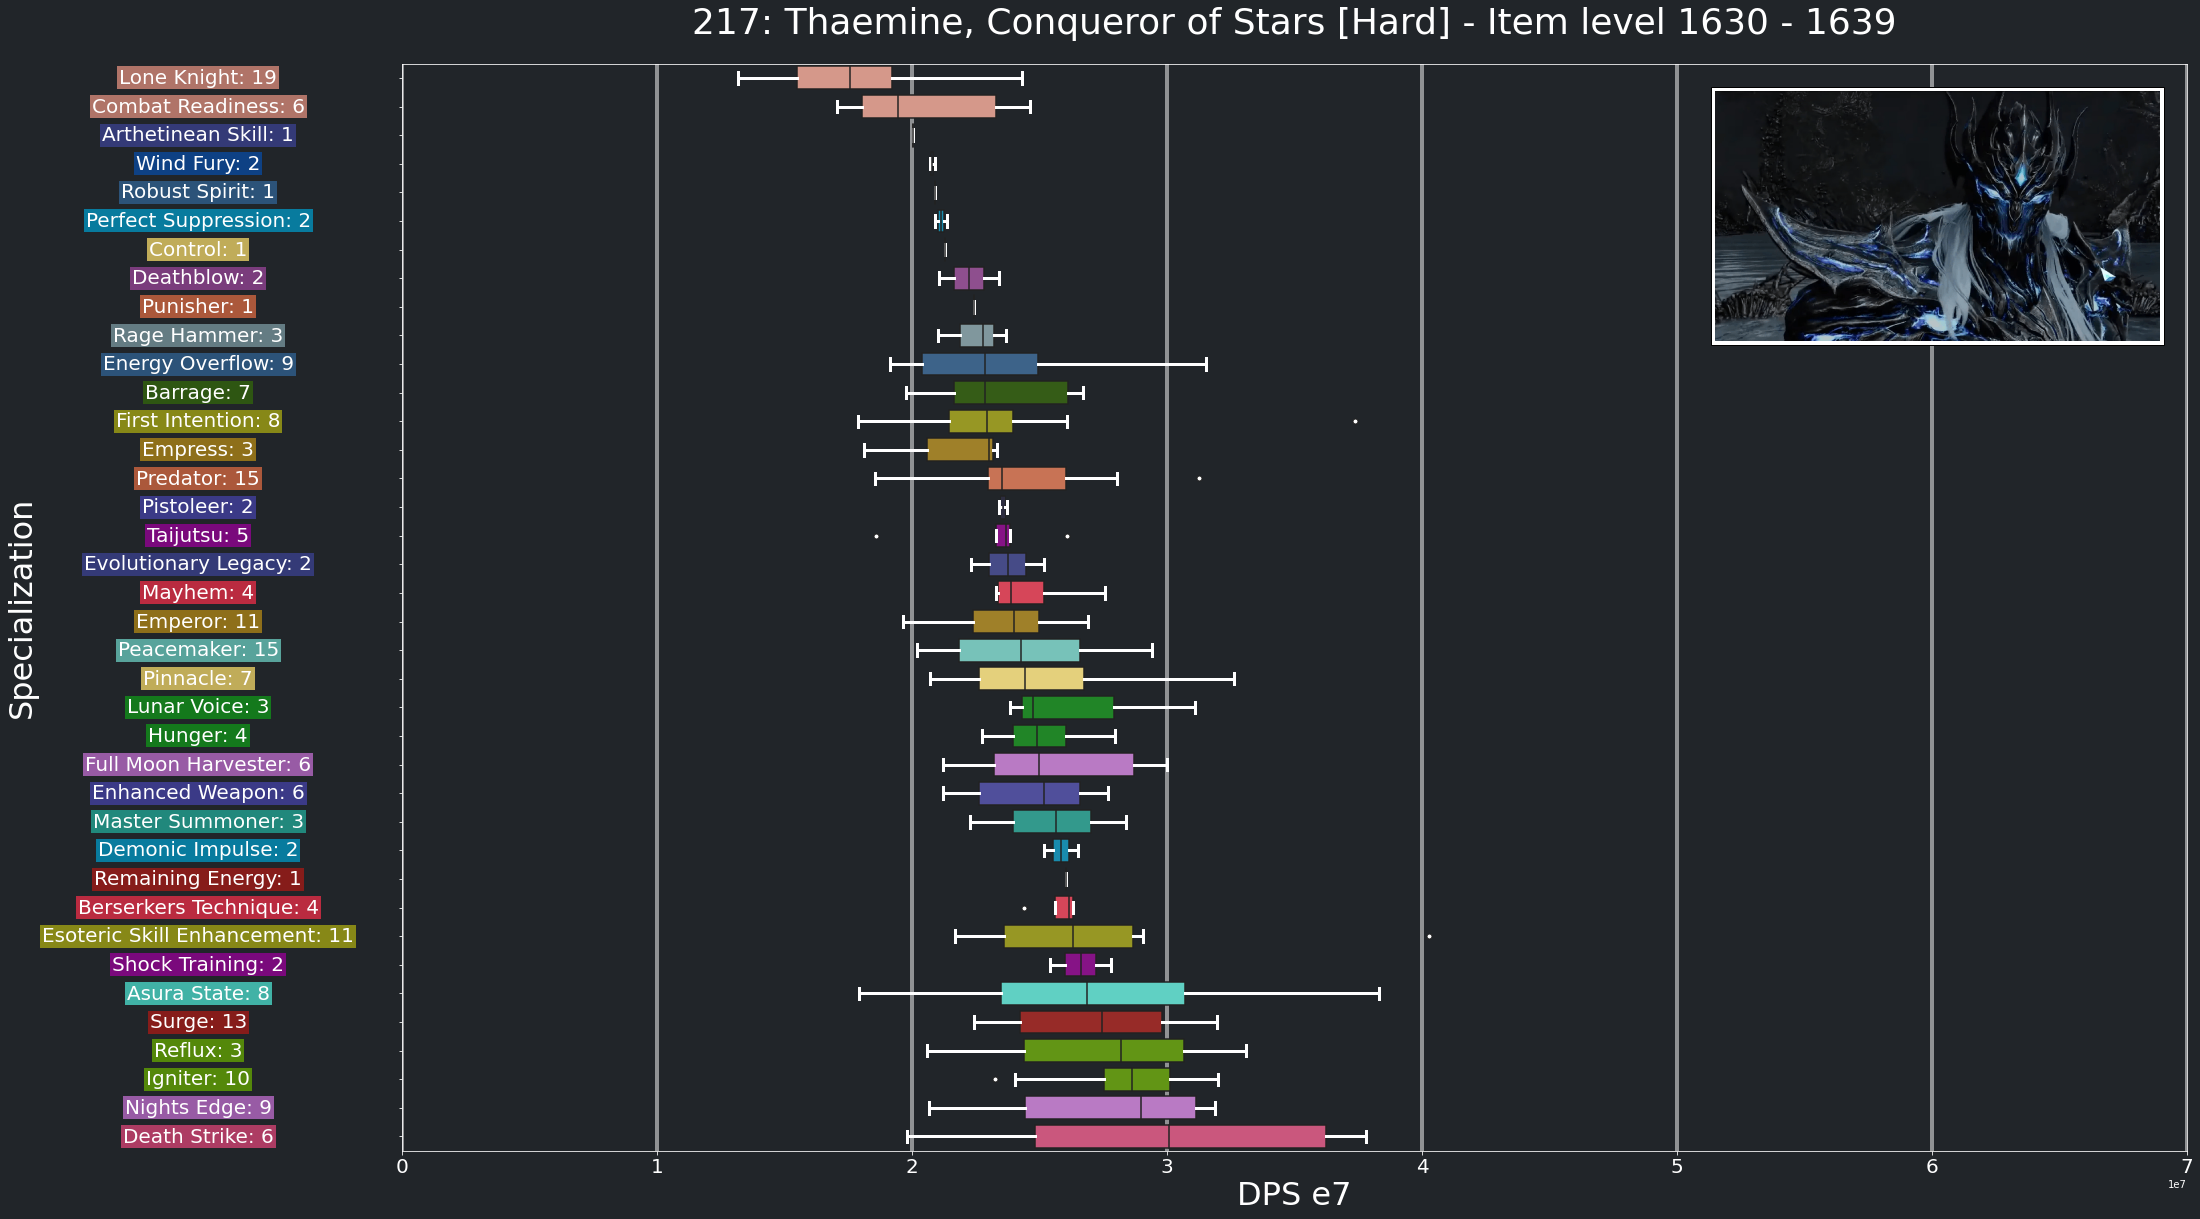 217: Thaemine, Conqueror of Stars [Hard] - Item level 1630 - 1639
Specialization
Lone Knight: 19
Combat Readiness: 6
Arthetinean Skill: 1
Wind Fury: 2
Robust Spirit: 1
Perfect Suppression: 2
Control: 1
Deathblow: 2
Punisher: 1
Rage Hammer: 3
Energy Overflow: 9
Barrage: 7
First Intention: 8
Empress: 3
Predator: 15
Pistoleer: 2
Taijutsu: 5
Evolutionary Legacy: 2
Mayhem: 4
Emperor: 11
Peacemaker: 15
Pinnacle: 7
Lunar Voice: 3
Hunger: 4
Full Moon Harvester: 6
Enhanced Weapon: 6
Master Summoner: 3
Demonic Impulse: 2
Remaining Energy: 1
Berserkers Technique: 4
Esoteric Skill Enhancement: 11
Shock Training: 2
Asura State: 8
Surge: 13
Reflux: 3
Igniter: 10
Nights Edge: 9
Death Strike: 6
0 1 2 3 4 5 6 7
1e7
DPS e7